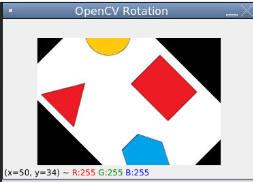 OpenCV Rotation
(x=50, y=34) ~ R:255 G:255 B:255